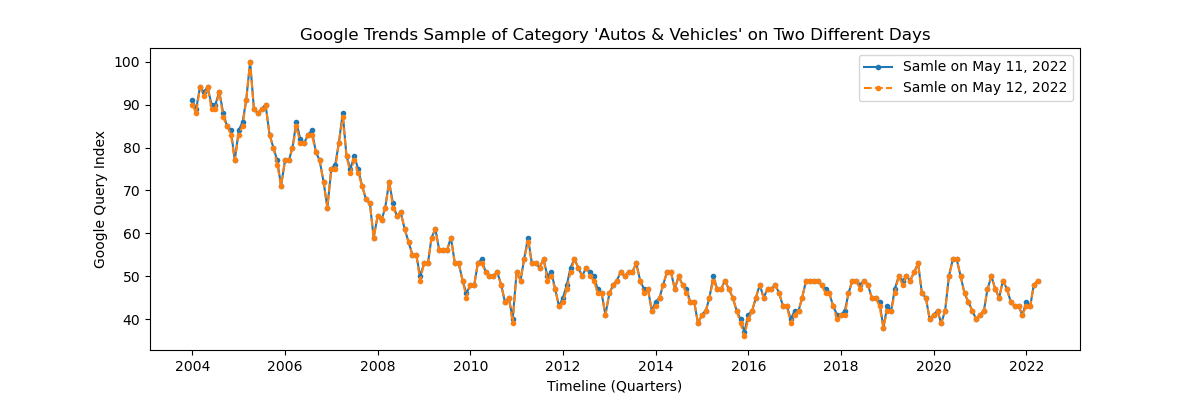 Google Trends Sample of Category 'Autos & Vehicles' on Two Different Days
Samle on May 11, 2022
Samle on May 12, 2022
Google Query Index
100
90
80
70
60
50
40
2004 2006 2008 2010 2012 2014 2016 2018 2020 2022
Timeline (Quarters)